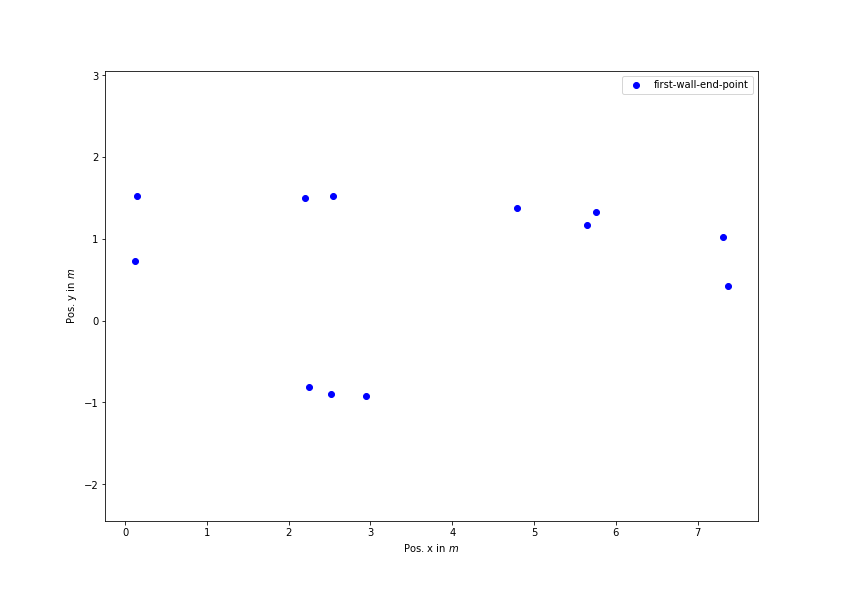 first-wall-end-point
3
2
1
0
−1
−2
Pos. y in m
0 1 2 3 4 5 6 7
Pos. x in m